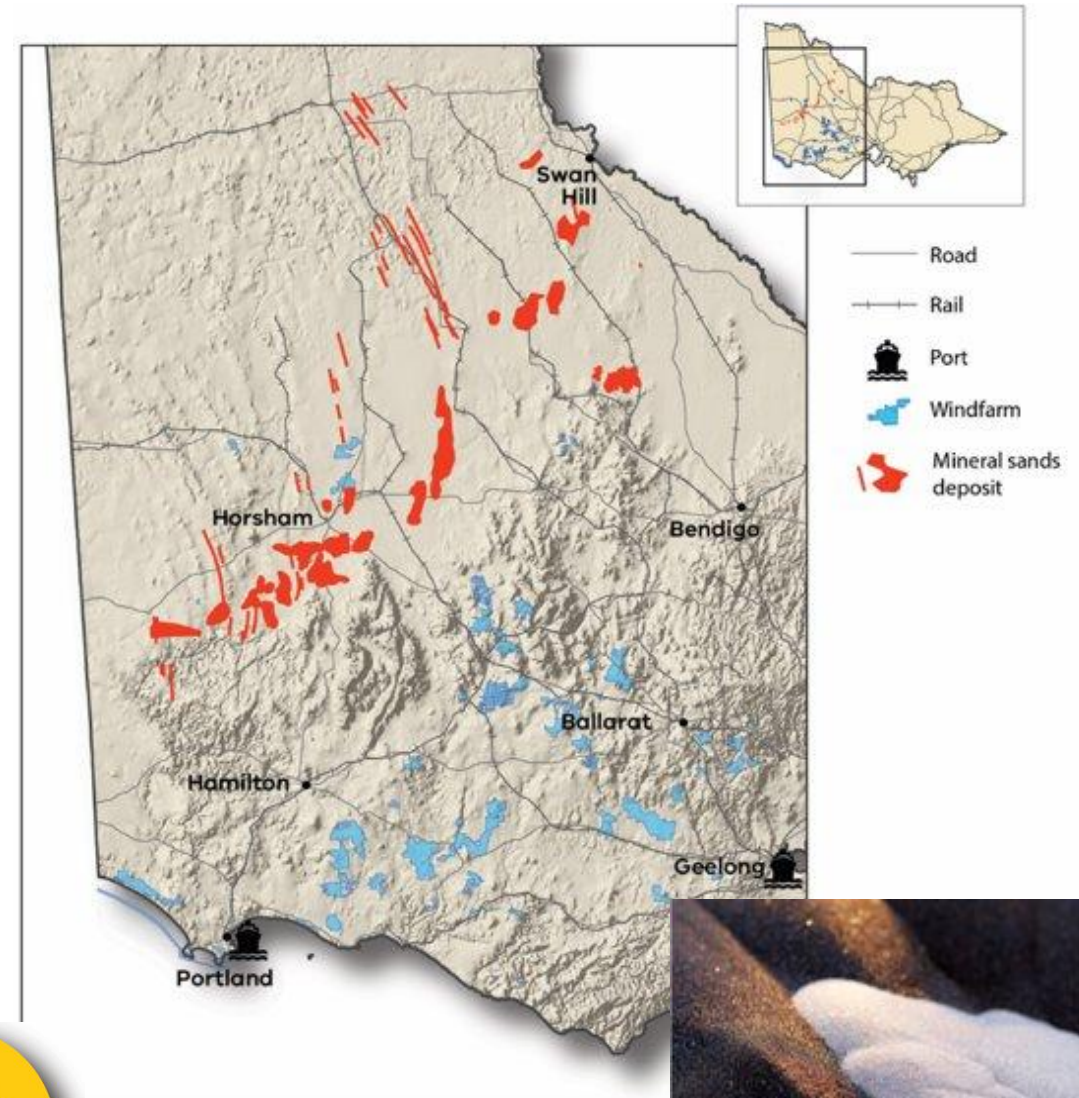 Swan
Hill
Horsham
Bendigo
Ballarat
Hamilton
Geelong
Portland
Road
Rail
Port
Windfarm
Mineral sands
deposit